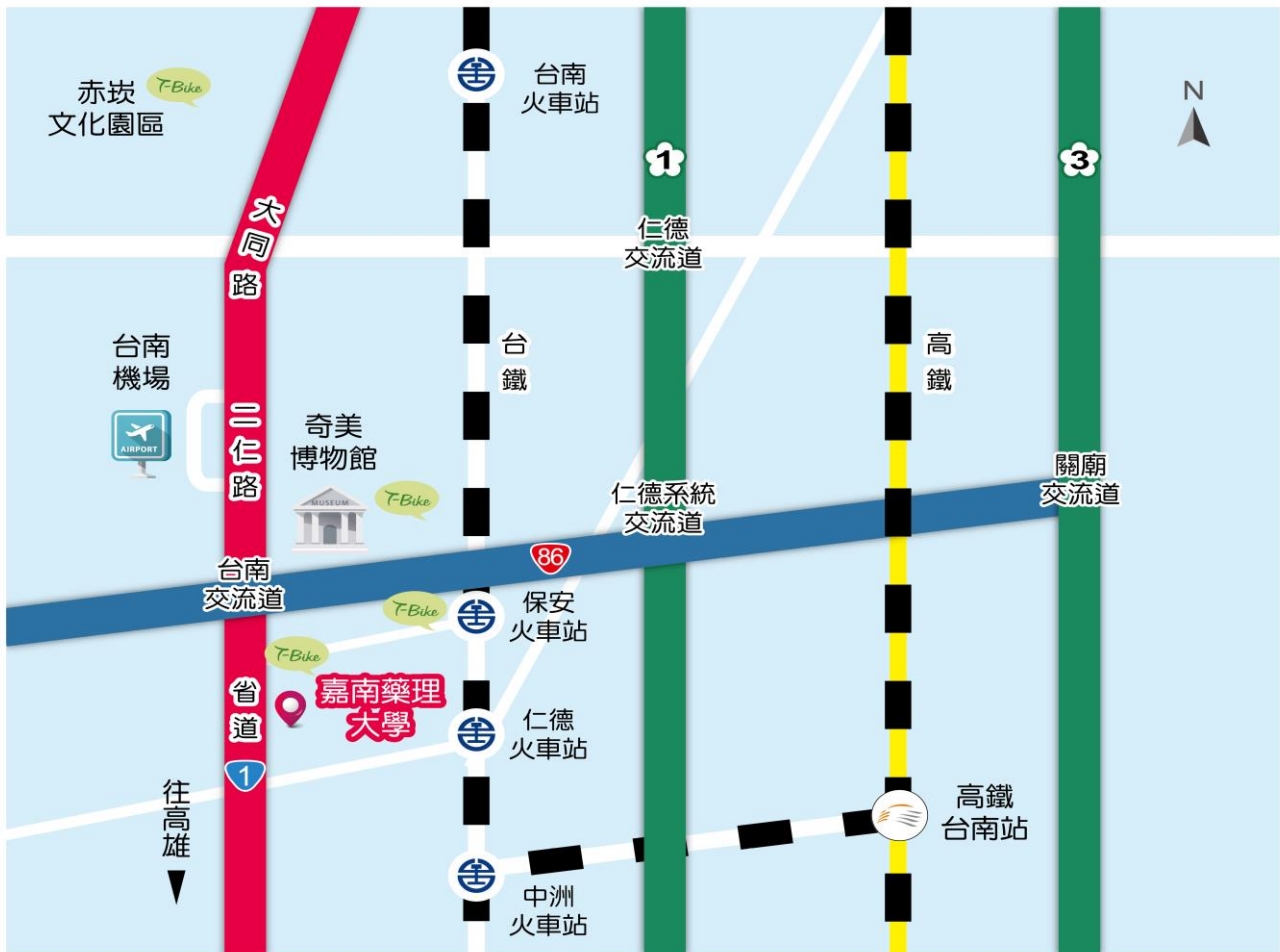 台南
火車站
赤崁
文化園區
T-Bike
N
1
3
大同路
仁德
交流道
台鐵
高鐵
台南
機場
AIRPORT
二仁路
奇美
博物館
MUSEUM
T-Bike
關廟
交流道
仁德系統
交流道
86
台南
交流道
T-Bike
保安
火車站
T-Bike
嘉南藥理
大學
省道
1
仁德
火車站
往高雄
高鐵
台南站
中洲
火車站